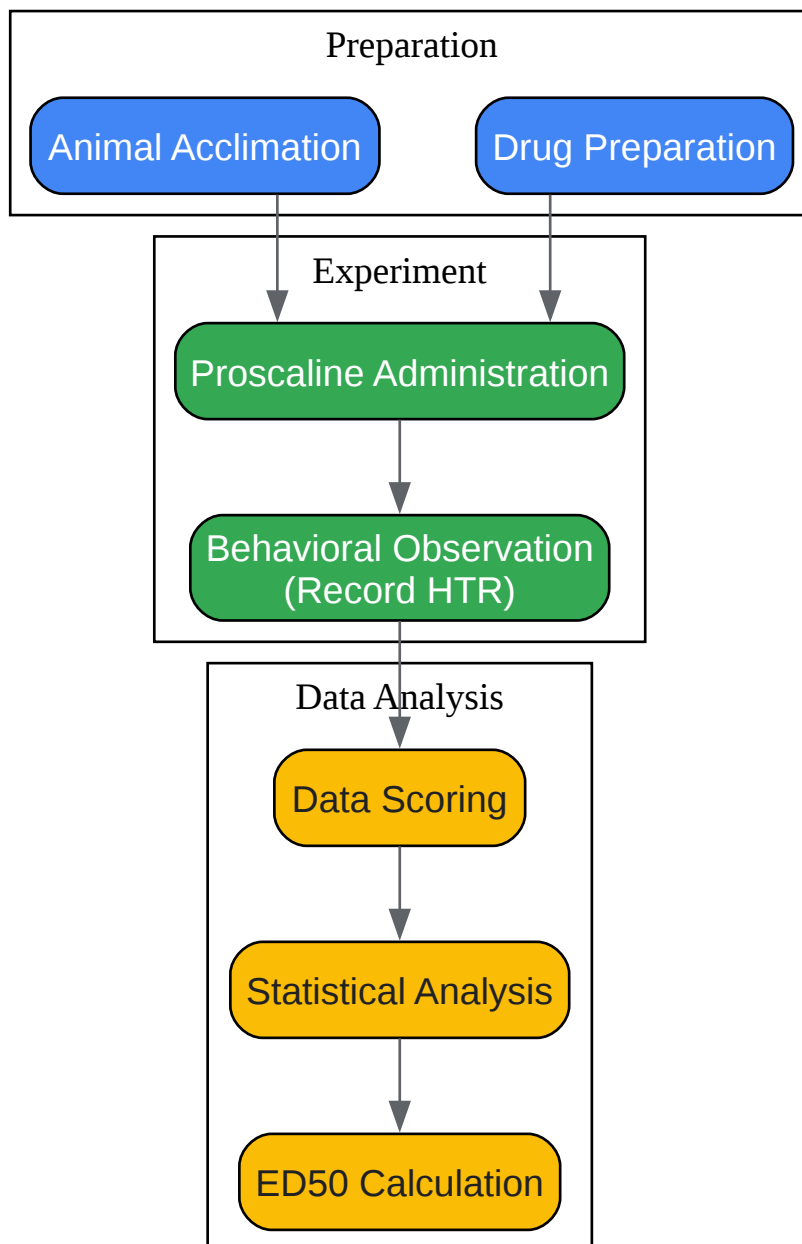 Preparation
Animal Acclimation
Drug Preparation
Experiment
Proscaline Administration
Behavioral Observation
(Record HTR)
Data Analysis
Data Scoring
Statistical Analysis
ED50 Calculation